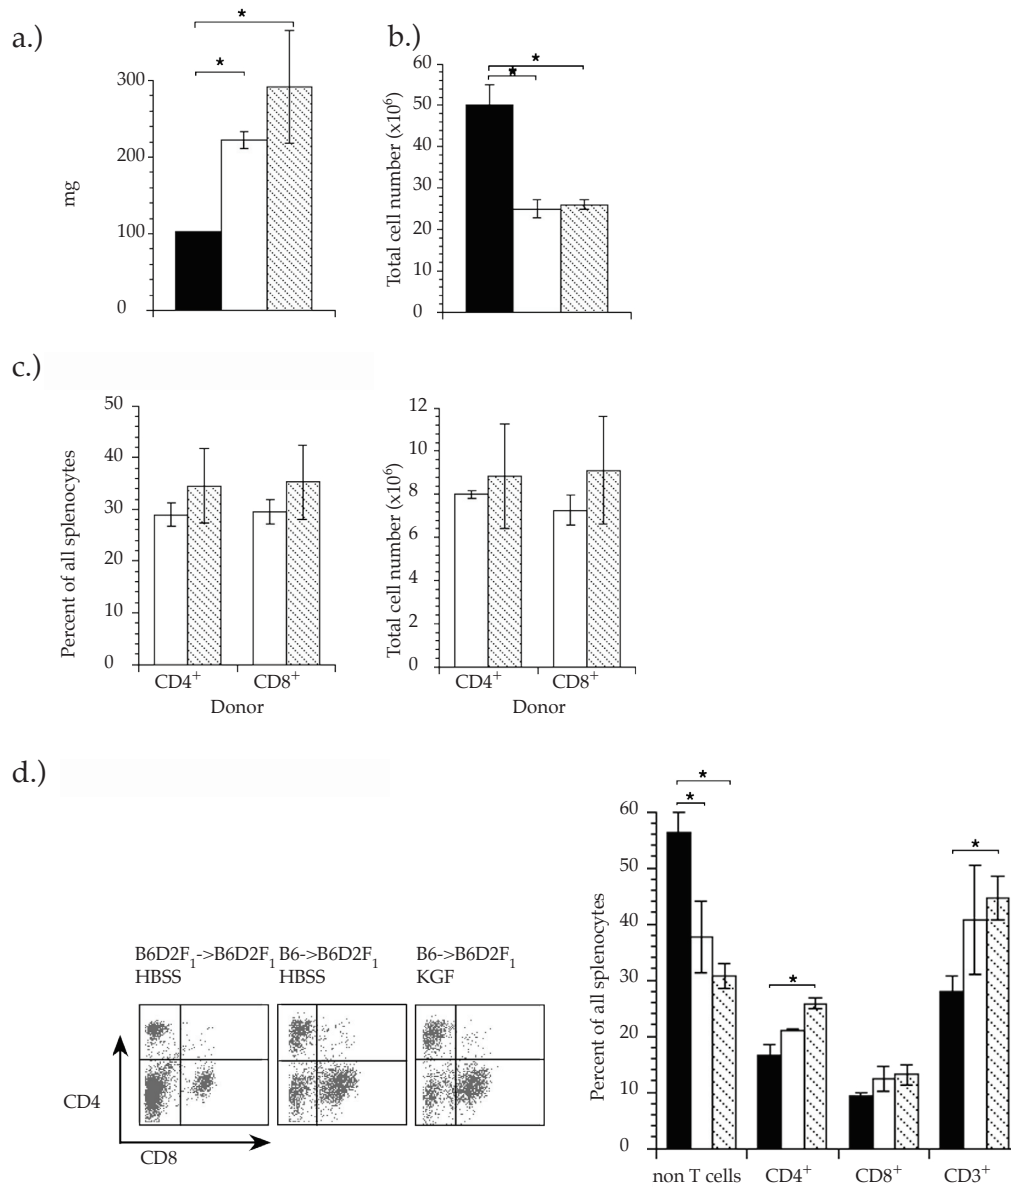 a.)
*
*
300
200
100
0
mg
b.)
*
*
60
50
40
30
20
10
0
Total cell number (x10⁶)
c.)
50
40
30
20
10
0
Percent of all splenocytes
CD4⁺
CD8⁺
Donor
12
10
9
8
6
4
2
0
Total cell number (x10⁶)
CD4⁺
CD8⁺
Donor
d.)
B6D2F₁->B6D2F₁
HBSS
B6->B6D2F₁
HBSS
B6->B6D2F₁
KGF
CD4
CD8
*
*
*
*
60
50
40
30
20
10
0
Percent of all splenocytes
non T cells
CD4⁺
CD8⁺
CD3⁺